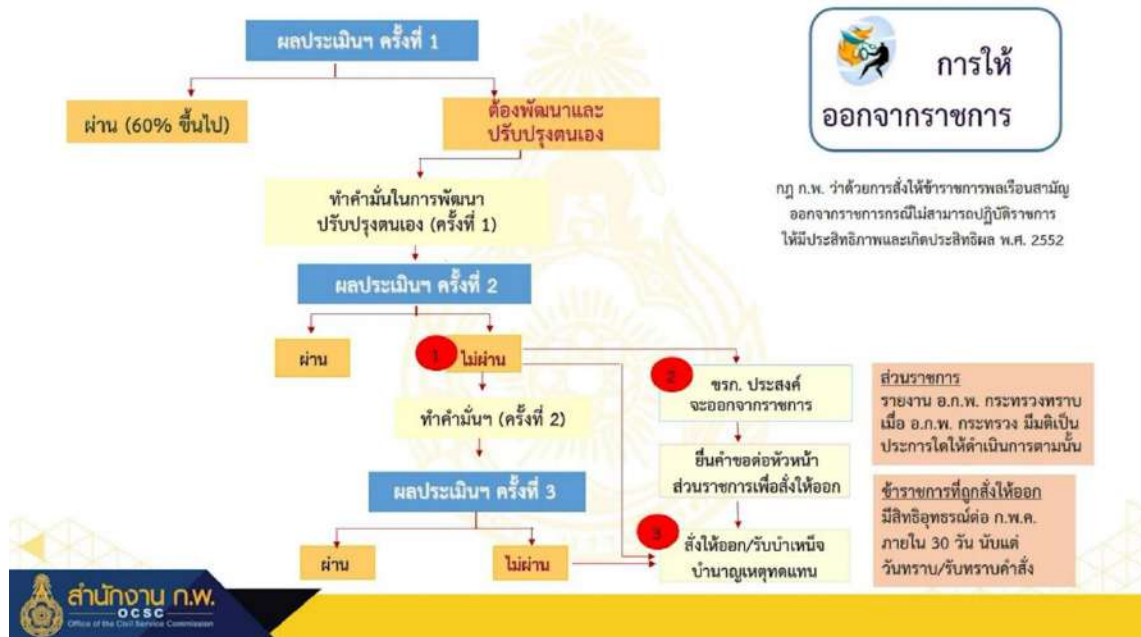 ผลประเมินฯ ครั้งที่ 1
การให้
ออกจากราชการ
ผ่าน (60% ขึ้นไป)
ต้องพัฒนาและ
ปรับปรุงตนเอง
กฎ ก.พ. ว่าด้วยการสั่งให้ข้าราชการพลเรือนสามัญ
ออกจากราชการกรณีไม่สามารถปฏิบัติราชการ
ให้มีประสิทธิภาพและเกิดประสิทธิผล พ.ศ. 2552
ทำคำมั่นในการพัฒนา
ปรับปรุงตนเอง (ครั้งที่ 1)
ผลประเมินฯ ครั้งที่ 2
ผ่าน
1
ไม่ผ่าน
2
ขรก. ประสงค์
จะออกจากราชการ
ส่วนราชการ
รายงาน อ.ก.พ. กระทรวงทราบ
เมื่อ อ.ก.พ. กระทรวง มีมติเป็น
ประการใดให้ดำเนินการตามนั้น
ทำคำมั่นฯ (ครั้งที่ 2)
ยื่นคำขอต่อหัวหน้า
ส่วนราชการเพื่อสั่งให้ออก
ผลประเมินฯ ครั้งที่ 3
ข้าราชการที่ถูกสั่งให้ออก
มีสิทธิอุทธรณ์ต่อ ก.พ.ค.
ภายใน 30 วัน นับแต่
วันทราบ/รับทราบคำสั่ง
ผ่าน
ไม่ผ่าน
3
สั่งให้ออก/รับบำเหน็จ
บำนาญเหตุทดแทน
สำนักงาน ก.พ.
OCSC
Office of the Civil Service Commission